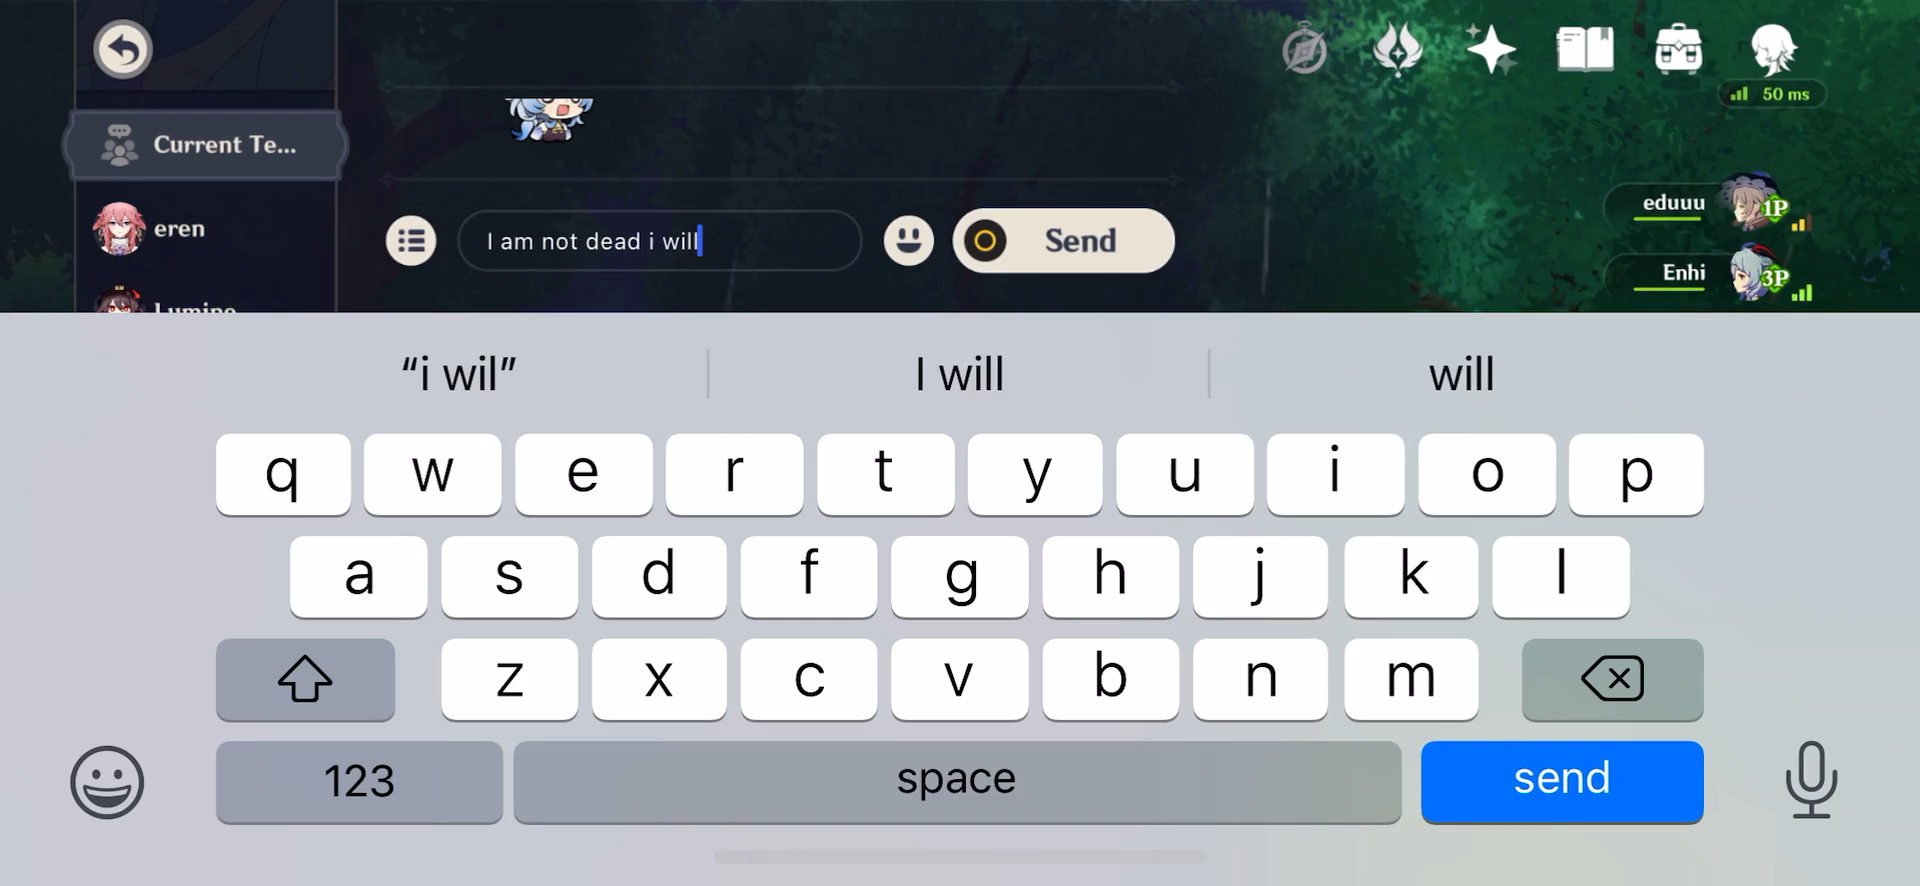 50 ms
Current Te...
eduuu
1P
eren
I am not dead i will
Send
Enhi
3P
Lumine
“i wil”
I will
will
q w e r t y u i o p
a s d f g h j k l
z x c v b n m
123
space
send